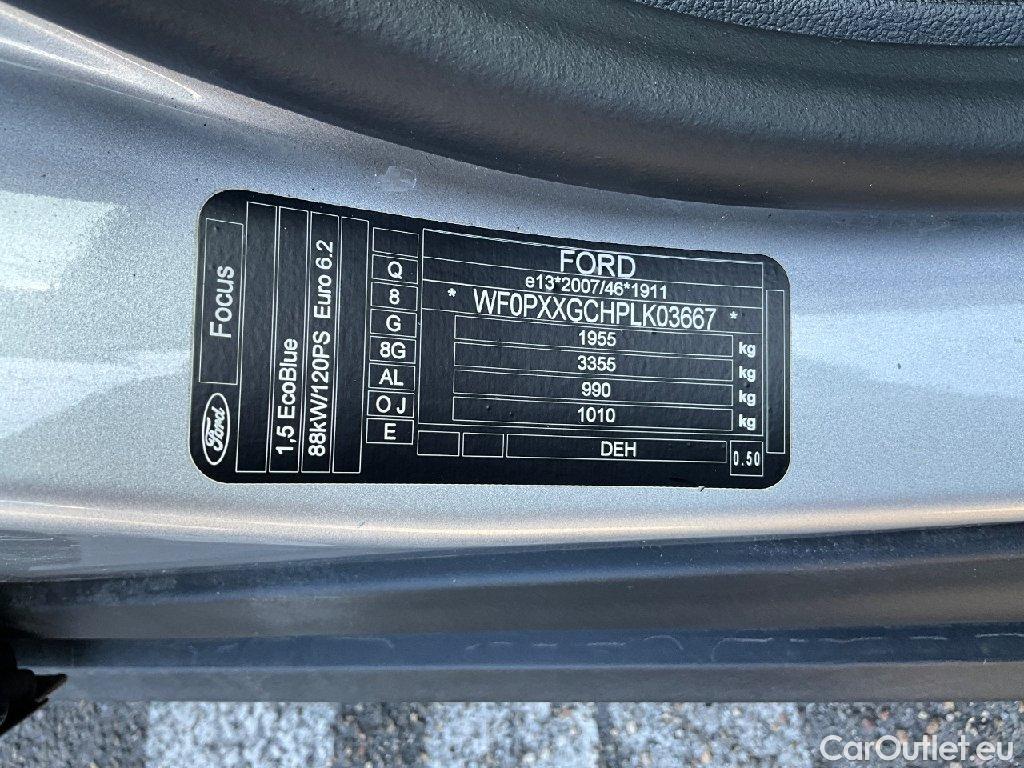 Ford
Focus
1,5 EcoBlue
88kW/120PS Euro 6.2
Q
8
G
8G
AL
O J
E
FORD
e13*2007/46*1911
* WF0PXXGCHPLK03667 *
1955 kg
3355 kg
990 kg
1010 kg
DEH
0.50
CarOutlet.eu